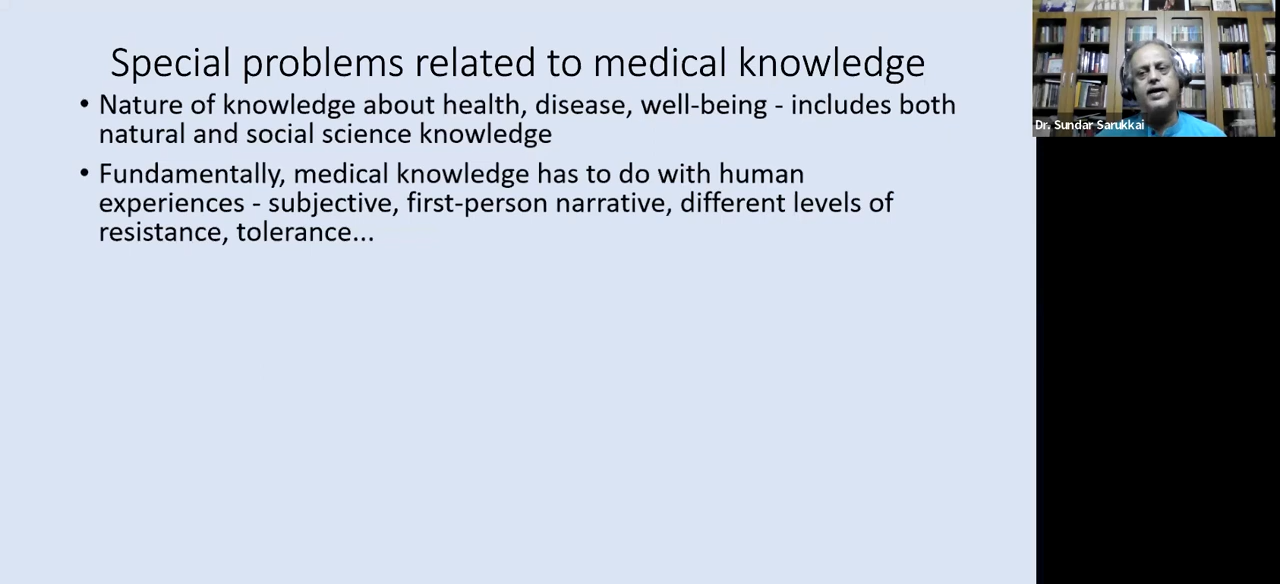 Special problems related to medical knowledge
• Nature of knowledge about health, disease, well-being - includes both
natural and social science knowledge
• Fundamentally, medical knowledge has to do with human
experiences - subjective, first-person narrative, different levels of
resistance, tolerance...
Dr. Sundar Sarukkai